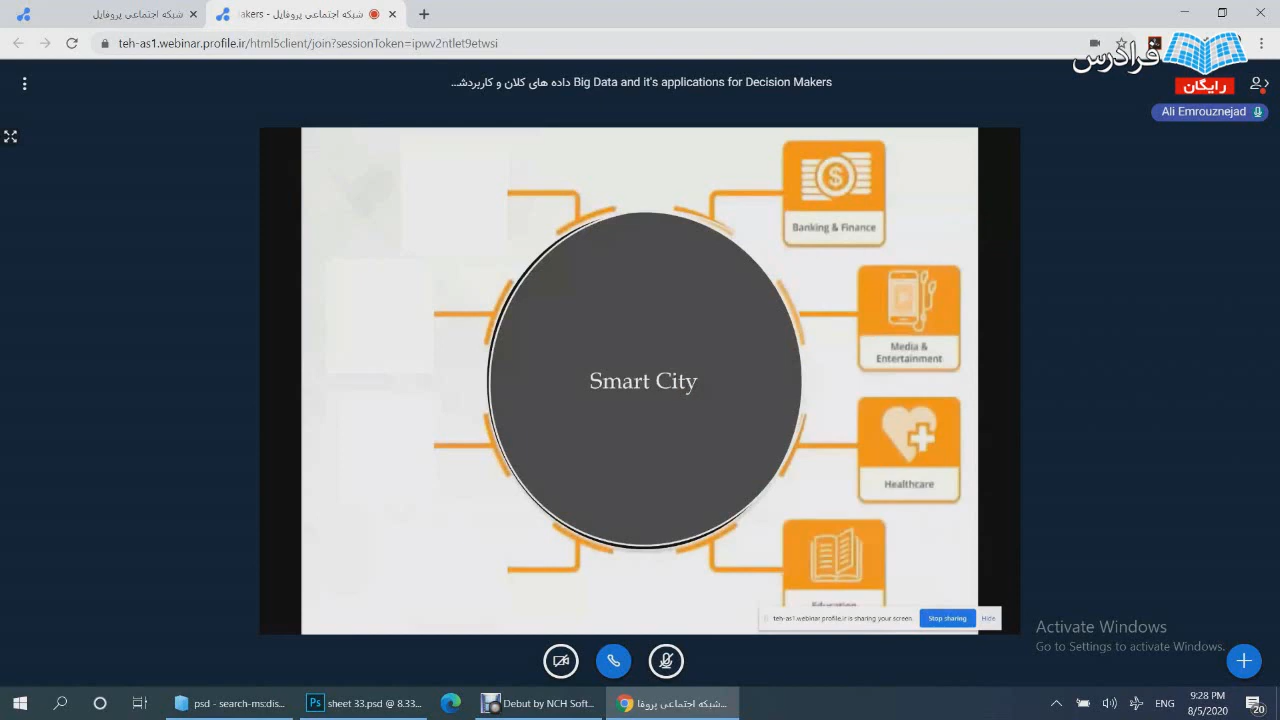 شبکه اجتماعی پروفایل
شبکه اجتماعی پروفایل - akers
teh-as1.webinar.profile.ir/html5client/join?sessionToken=ipwv2ntlet9etwsi
فرادرس
رایگان
داده های کلان و کاربردش... Big Data and it's applications for Decision Makers
Ali Emrouznejad
Banking & Finance
Media &
Entertainment
Smart City
Healthcare
Education
teh-as1.webinar.profile.ir is sharing your screen.
Stop sharing
Hide
Activate Windows
Go to Settings to activate Windows.
psd - search-ms:dis...
sheet 33.psd @ 8.33...
Debut by NCH Soft...
شبکه اجتماعی پروفا...
ENG
9:28 PM
8/5/2020
20